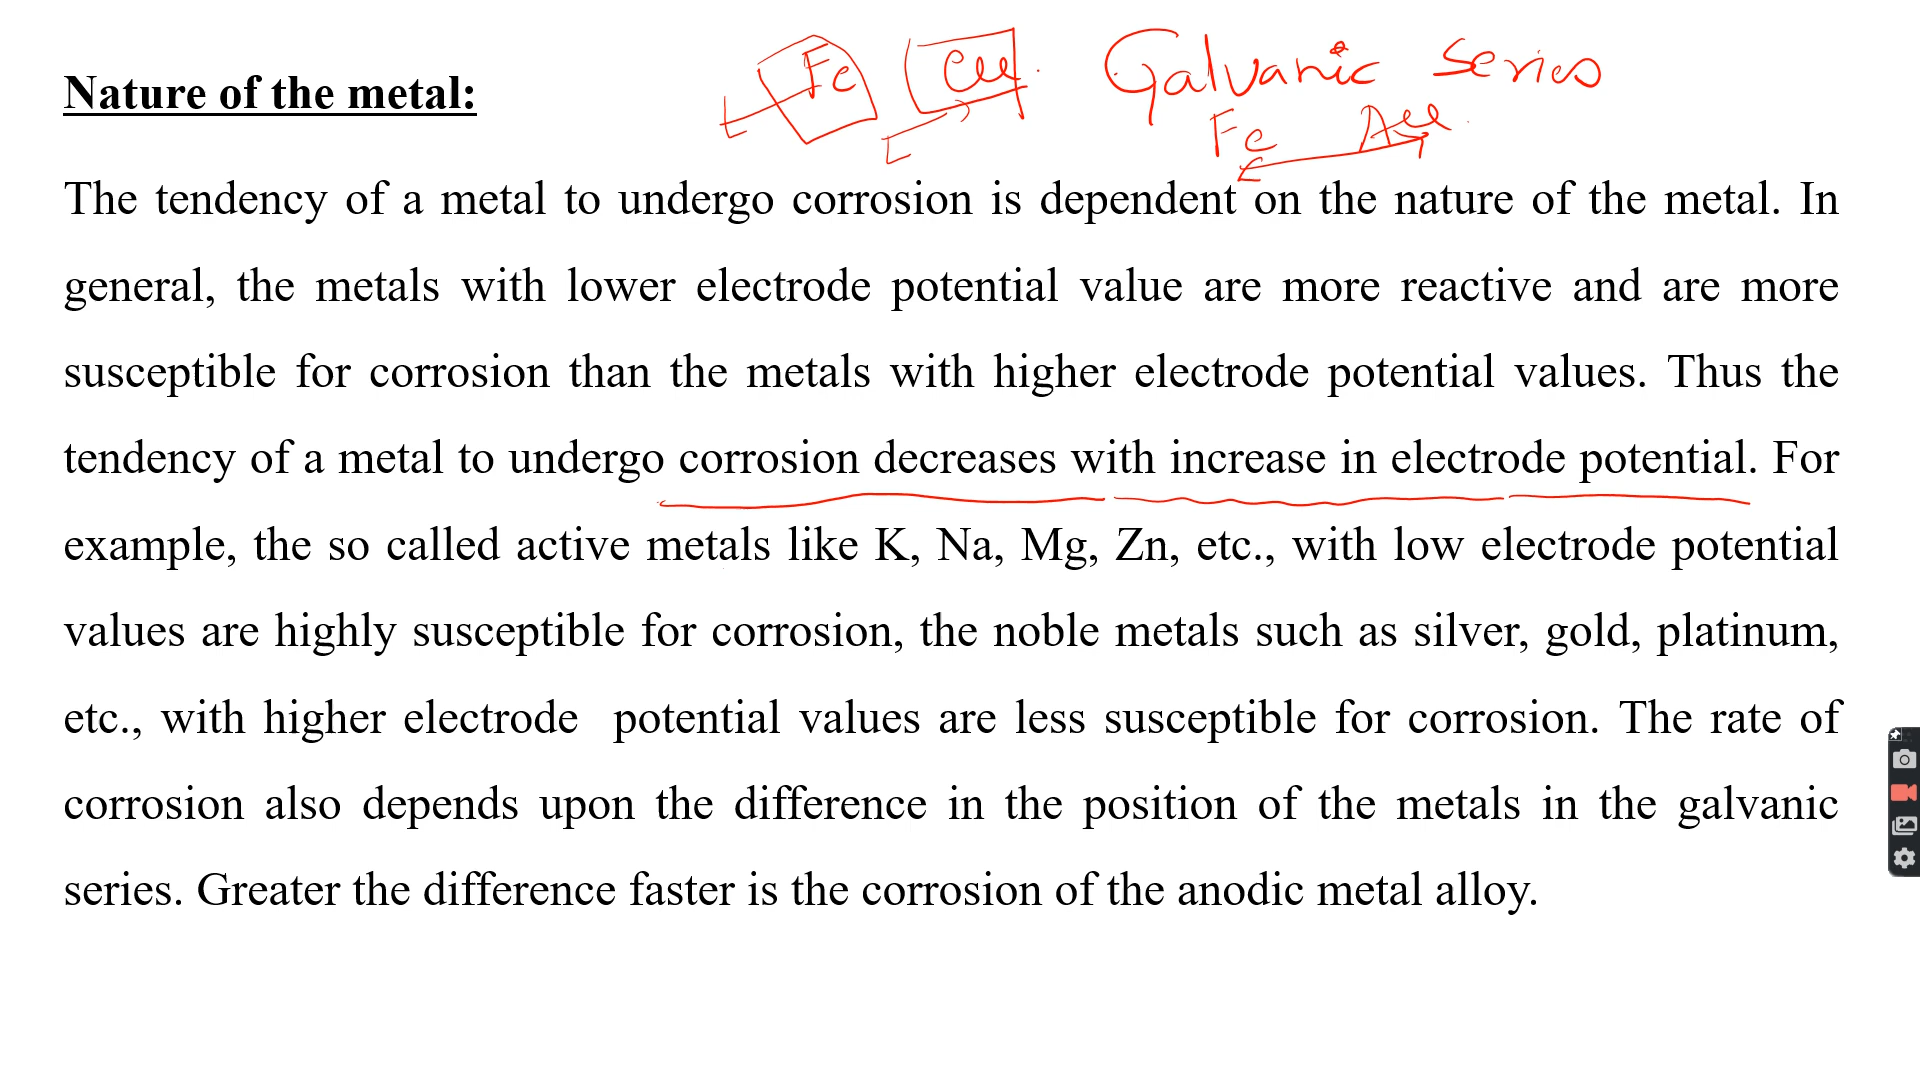 Fe Cu Galvanic Series
Nature of the metal:
Fe Au
The tendency of a metal to undergo corrosion is dependent on the nature of the metal. In
general, the metals with lower electrode potential value are more reactive and are more
susceptible for corrosion than the metals with higher electrode potential values. Thus the
tendency of a metal to undergo corrosion decreases with increase in electrode potential. For
example, the so called active metals like K, Na, Mg, Zn, etc., with low electrode potential
values are highly susceptible for corrosion, the noble metals such as silver, gold, platinum,
etc., with higher electrode potential values are less susceptible for corrosion. The rate of
corrosion also depends upon the difference in the position of the metals in the galvanic
series. Greater the difference faster is the corrosion of the anodic metal alloy.